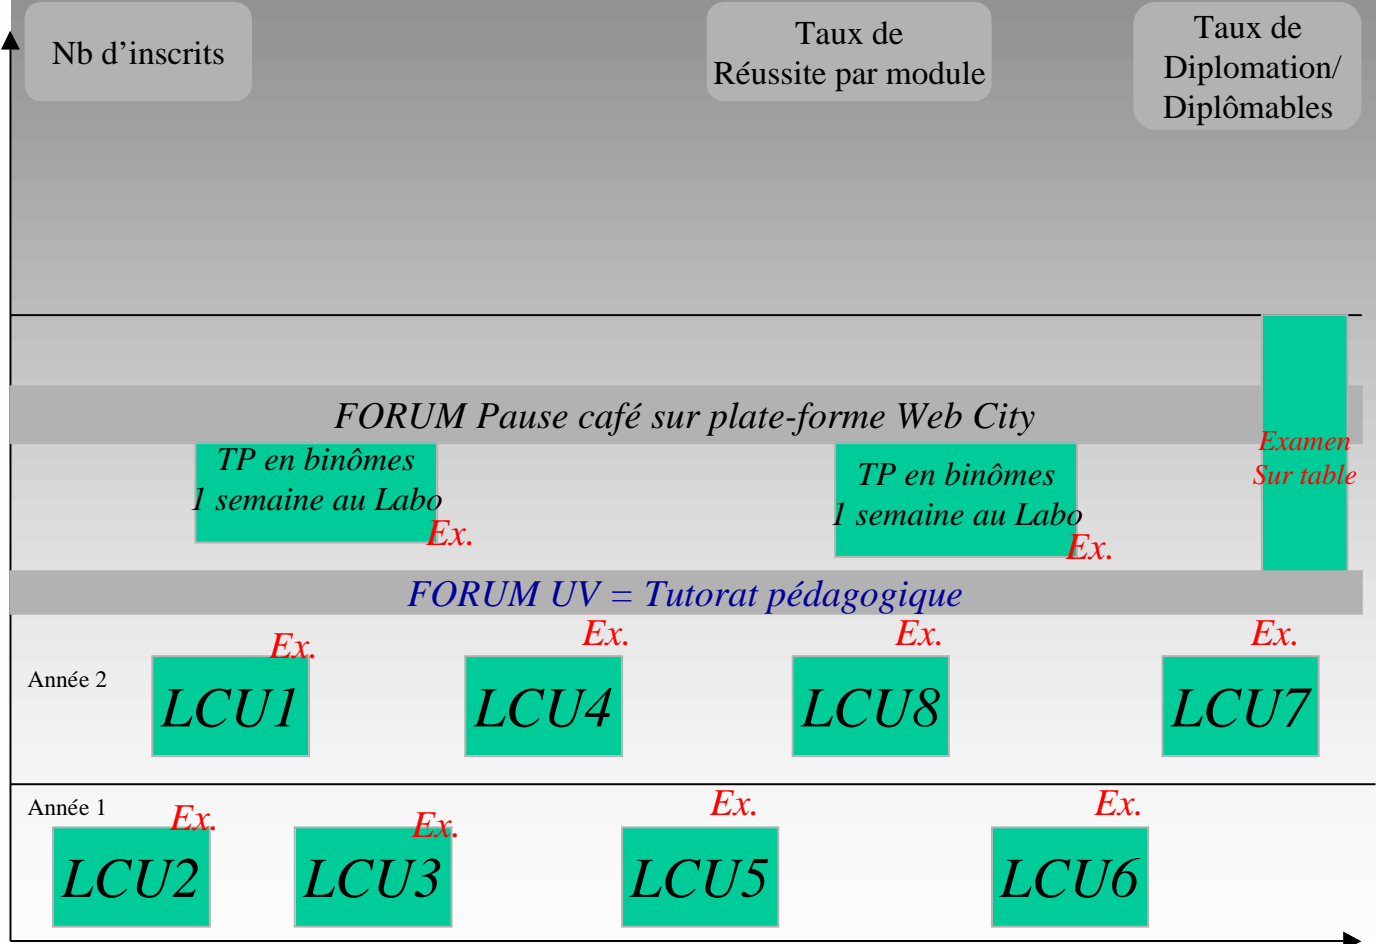 Nb d’inscrits
Taux de
Réussite par module
Taux de
Diplomation/
Diplômables
FORUM Pause café sur plate-forme Web City
TP en binômes
1 semaine au Labo
Ex.
TP en binômes
1 semaine au Labo
Ex.
Examen
Sur table
FORUM UV = Tutorat pédagogique
Année 2
Ex.
LCU1
Ex.
LCU4
Ex.
LCU8
Ex.
LCU7
Année 1
Ex.
LCU2
Ex.
LCU3
Ex.
LCU5
Ex.
LCU6